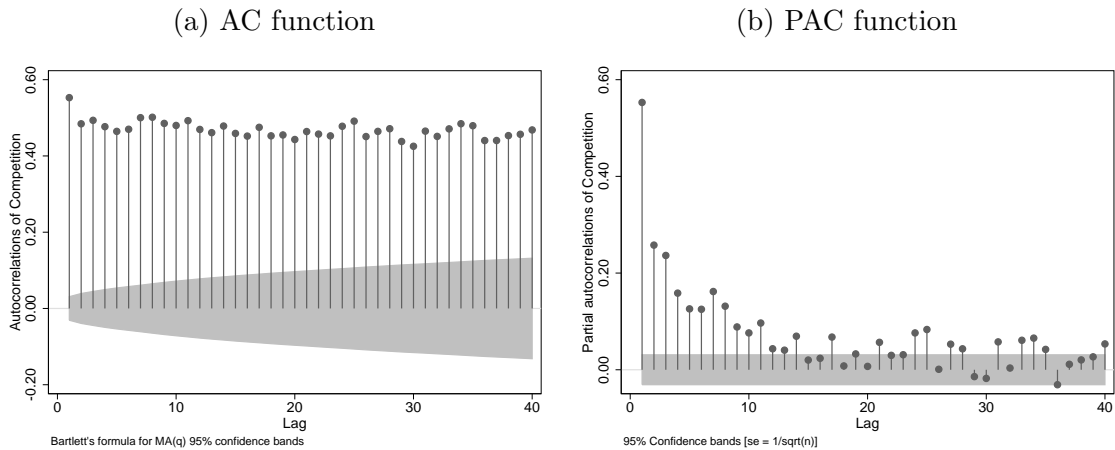 (a) AC function
Autocorrelations of Competition
0.60
0.40
0.20
0.00
-0.20
0
10
20
30
40
Lag
Bartlett's formula for MA(q) 95% confidence bands
(b) PAC function
Partial autocorrelations of Competition
0.60
0.40
0.20
0.00
0
10
20
30
40
Lag
95% Confidence bands [se = 1/sqrt(n)]